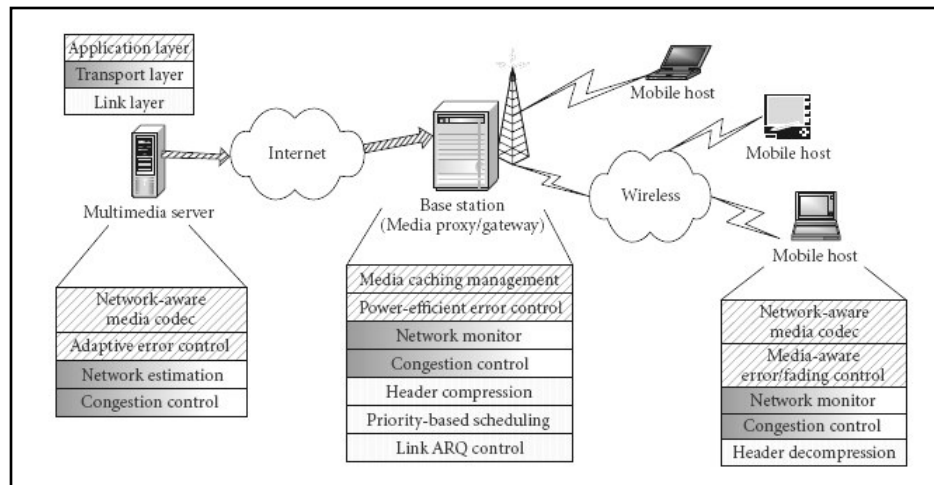 Application layer
Transport layer
Link layer
Multimedia server
Internet
Base station
(Media proxy/gateway)
Mobile host
Mobile host
Wireless
Mobile host
Network-aware
media codec
Adaptive error control
Network estimation
Congestion control
Media caching management
Power-efficient error control
Network monitor
Congestion control
Header compression
Priority-based scheduling
Link ARQ control
Network-aware
media codec
Media-aware
error/fading control
Network monitor
Congestion control
Header decompression